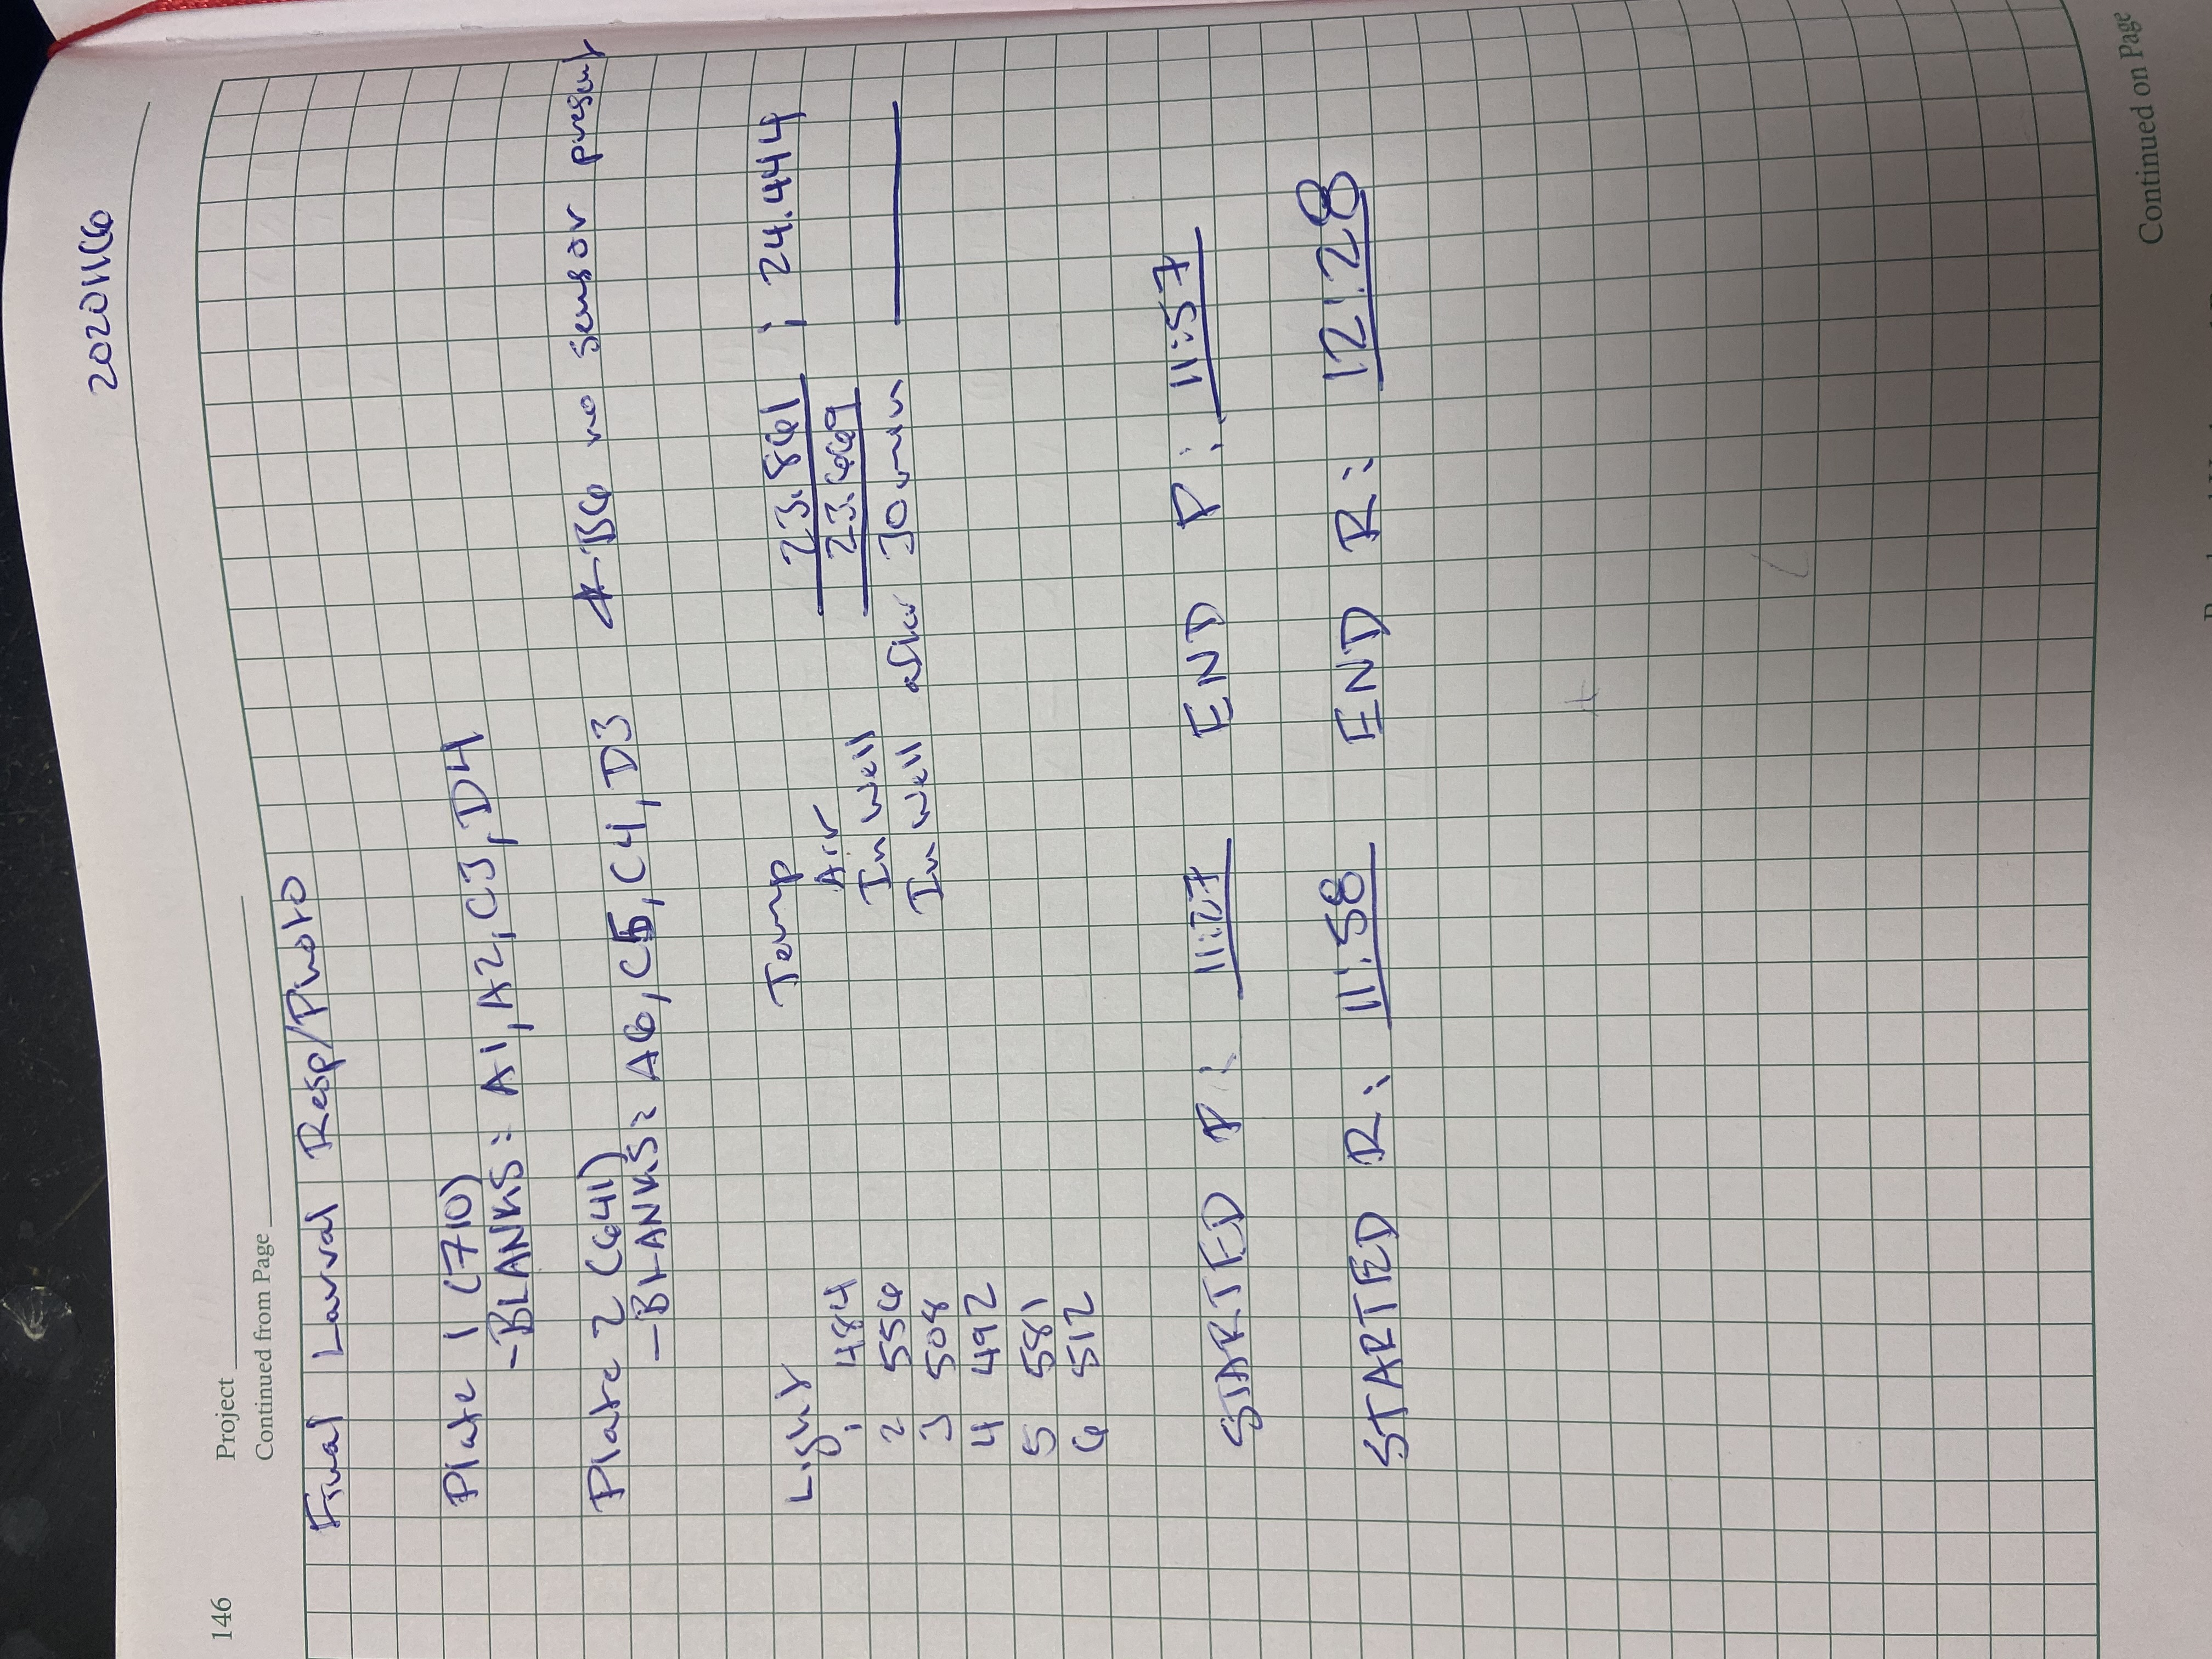 20201166
146
Project
Continued from Page
Final Larval Resp/Photo
Plate 1 (710)
-BLANKS: A1, A2, C3, D4
Plate 2 (641)
-BLANKS: A6, C5, C4, D3 * B6 no sensor present
Light
1 484
2 556
3 508
4 492
5 581
6 512
Temp
Air 23.861 ; 24.444
In Well 23.669
In Well after 30 min
STARTED P: 11:27 END P: 11:57
STARTED R: 11:58 END R: 12:28
Continued on Page